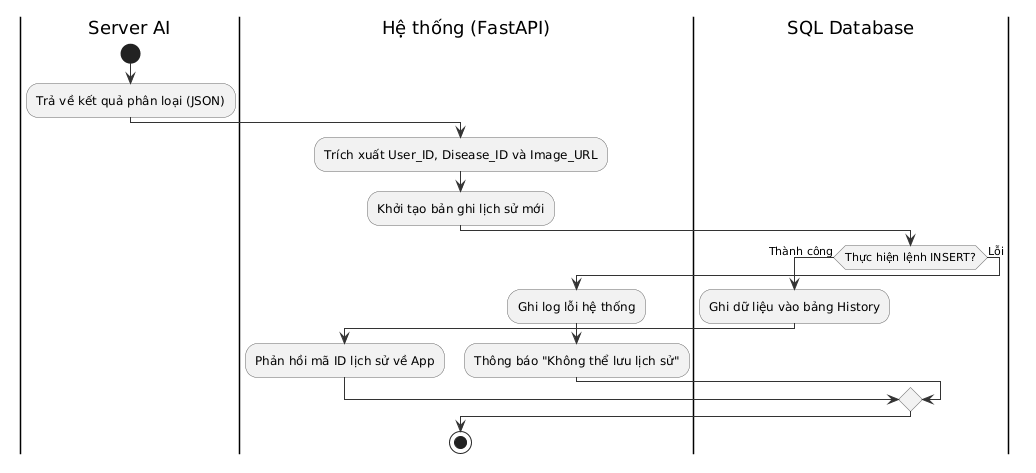 Server AI
Hệ thống (FastAPI)
SQL Database
Trả về kết quả phân loại (JSON)
Trích xuất User_ID, Disease_ID và Image_URL
Khởi tạo bản ghi lịch sử mới
Thành công
Thực hiện lệnh INSERT?
Lỗi
Ghi log lỗi hệ thống
Ghi dữ liệu vào bảng History
Phản hồi mã ID lịch sử về App
Thông báo "Không thể lưu lịch sử"